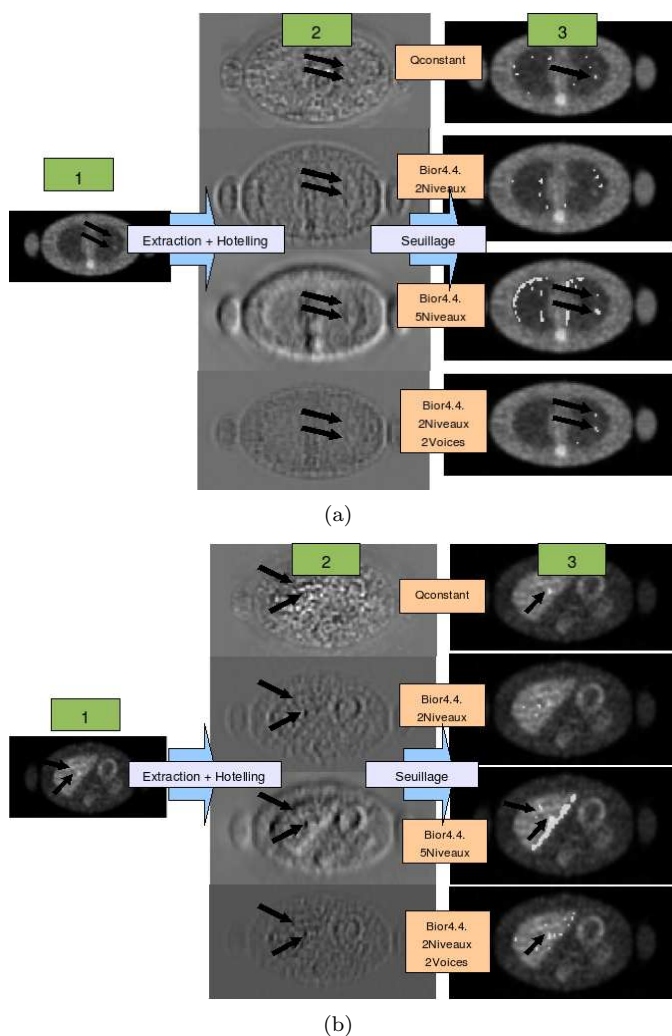 2
3
Qconstant
1
Bior4.4.
2Niveaux
Extraction + Hotelling
Seuillage
Bior4.4.
5Niveaux
Bior4.4.
2Niveaux
2Voices
(a)
2
3
Qconstant
1
Bior4.4.
2Niveaux
Extraction + Hotelling
Seuillage
Bior4.4.
5Niveaux
Bior4.4.
2Niveaux
2Voices
(b)